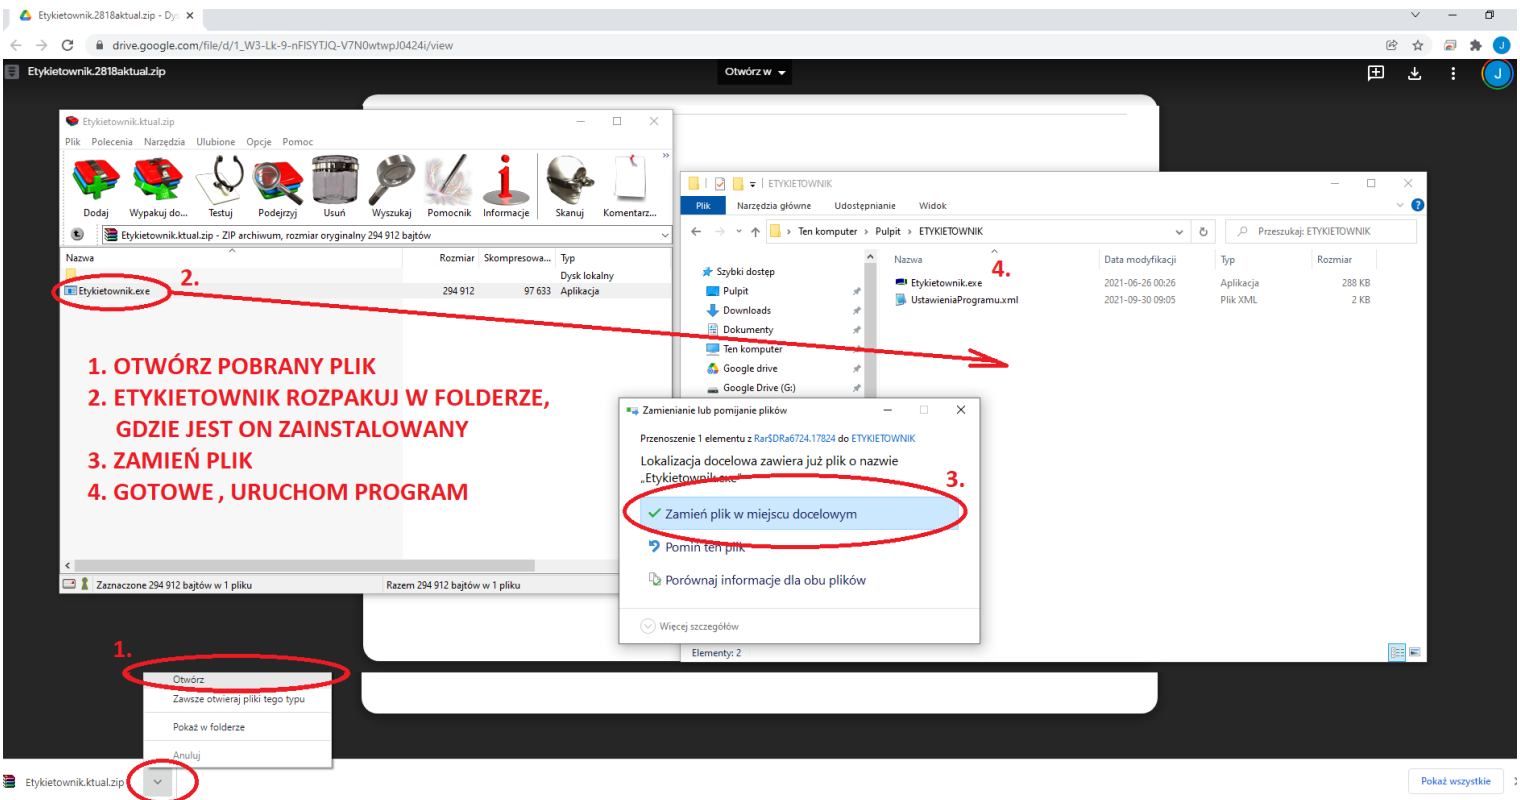 Etykietownik.2818aktual.zip - Dys
drive.google.com/file/d/1_W3-Lk-9-nFlSYTJQ-V7N0wtwpJ0424i/view
Etykietownik.2818aktual.zip
Otwórz w
J
J
Etykietownik.ktual.zip
Plik Polecenia Narzędzia Ulubione Opcje Pomoc
Dodaj Wypakuj do... Testuj Podejrzyj Usuń Wyszukaj Pomocnik Informacje Skanuj Komentarz...
Etykietownik.ktual.zip - ZIP archiwum, rozmiar oryginalny 294 912 bajtów
Nazwa Rozmiar Skompresowa... Typ
Dysk lokalny
Etykietownik.exe 294 912 97 633 Aplikacja
2.
1. OTWÓRZ POBRANY PLIK
2. ETYKIETOWNIK ROZPAKUJ W FOLDERZE,
GDZIE JEST ON ZAINSTALOWANY
3. ZAMIEŃ PLIK
4. GOTOWE , URUCHOM PROGRAM
Zaznaczone 294 912 bajtów w 1 pliku Razem 294 912 bajtów w 1 pliku
ETYKIETOWNIK
Plik Narzędzia główne Udostępnianie Widok
Ten komputer > Pulpit > ETYKIETOWNIK
Przeszukaj: ETYKIETOWNIK
Nazwa Data modyfikacji Typ Rozmiar
4.
Etykietownik.exe 2021-06-26 00:26 Aplikacja 288 KB
UstawieniaProgramu.xml 2021-09-30 09:05 Plik XML 2 KB
Szybki dostęp
Pulpit
Downloads
Dokumenty
Ten komputer
Google drive
Google Drive (G:)
Elementy: 2
Zamienianie lub pomijanie plików
Przenoszenie 1 elementu z Rar$DRa6724.17824 do ETYKIETOWNIK
Lokalizacja docelowa zawiera już plik o nazwie
„Etykietownik.exe”
3.
Zamień plik w miejscu docelowym
Pomiń ten plik
Porównaj informacje dla obu plików
Więcej szczegółów
1.
Otwórz
Zawsze otwieraj pliki tego typu
Pokaż w folderze
Anuluj
Etykietownik.ktual.zip
Pokaż wszystkie